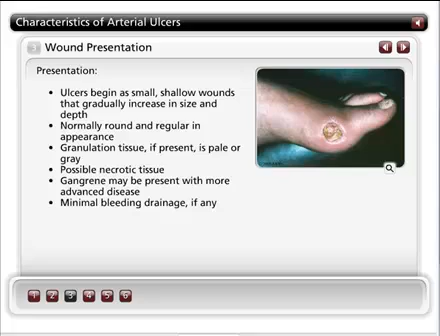 Characteristics of Arterial Ulcers
3 Wound Presentation
Presentation:
• Ulcers begin as small, shallow wounds
that gradually increase in size and
depth
• Normally round and regular in
appearance
• Granulation tissue, if present, is pale or
gray
• Possible necrotic tissue
• Gangrene may be present with more
advanced disease
• Minimal bleeding drainage, if any
1 2 3 4 5 6